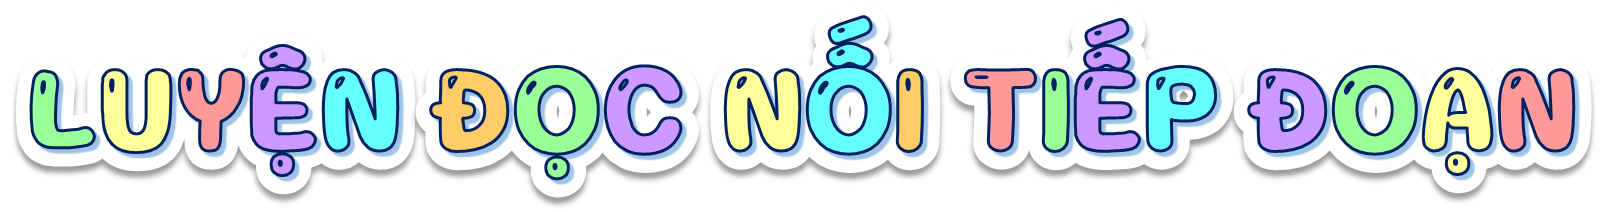 LUYỆN ĐỌC NỐI TIẾP ĐOẠN